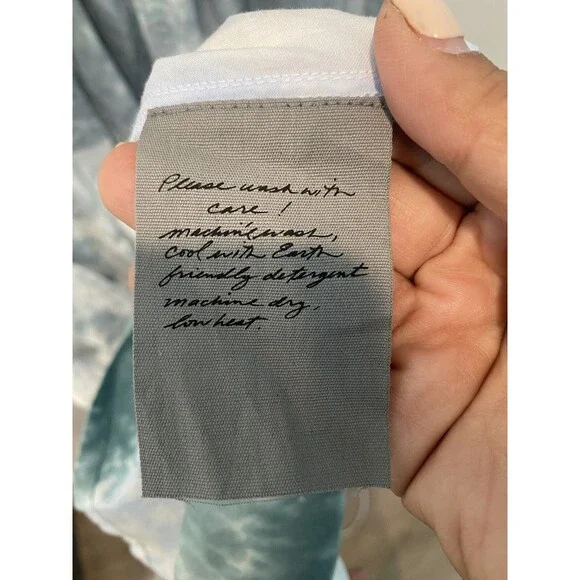 Please wash with
care!
machine wash,
cool with Earth
friendly detergent
machine dry,
low heat.